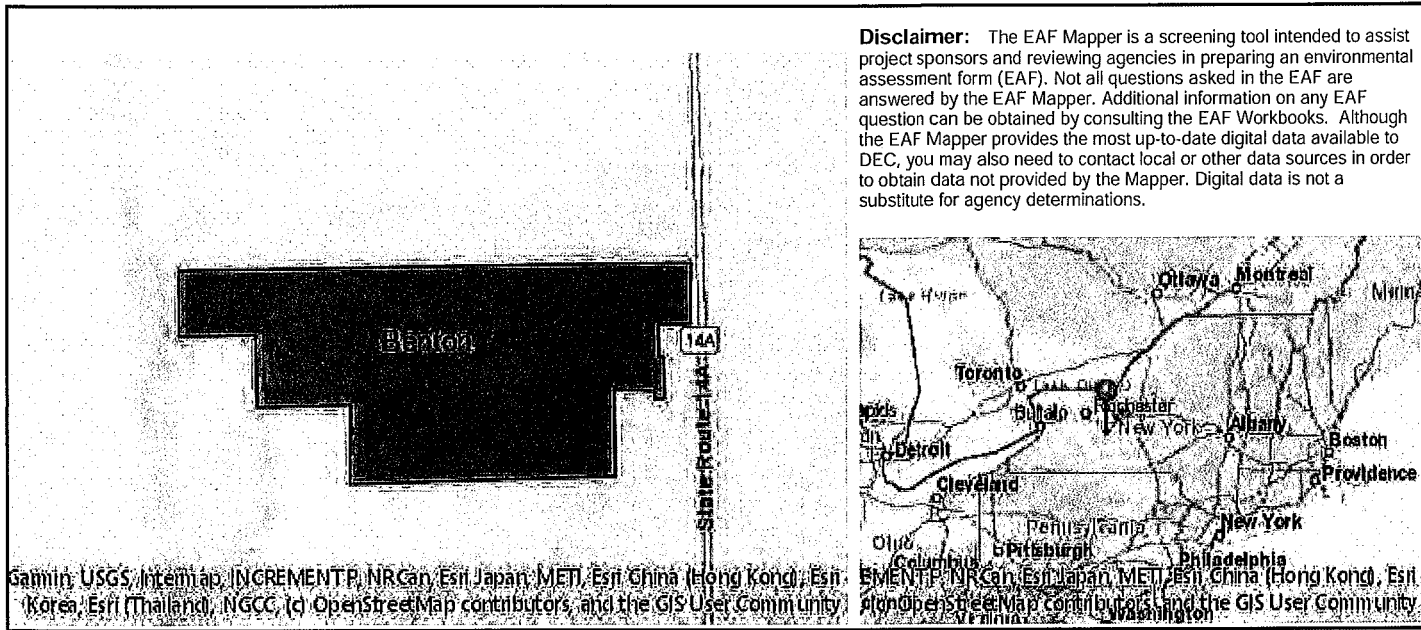 Disclaimer: The EAF Mapper is a screening tool intended to assist
project sponsors and reviewing agencies in preparing an environmental
assessment form (EAF). Not all questions asked in the EAF are
answered by the EAF Mapper. Additional information on any EAF
question can be obtained by consulting the EAF Workbooks. Although
the EAF Mapper provides the most up-to-date digital data available to
DEC, you may also need to contact local or other data sources in order
to obtain data not provided by the Mapper. Digital data is not a
substitute for agency determinations.
Benton
14A
State Route 14A
Garmin, USGS, Intermap, INCREMENT P, NRCan, Esri Japan, METI, Esri China (Hong Kong), Esri
Korea, Esri (Thailand), NGCC, (c) OpenStreetMap contributors, and the GIS User Community
Ottawa
Montreal
Lake Huron
Toronto
Buffalo
Rochester
New York
Albany
Detroit
Boston
Cleveland
Providence
Pennsylvania
New York
Ohio
Pittsburgh
Columbus
Philadelphia
EMENT P, NRCan, Esri Japan, METI, Esri China (Hong Kong), Esri
OpenStreetMap contributors, and the GIS User Community
Washington